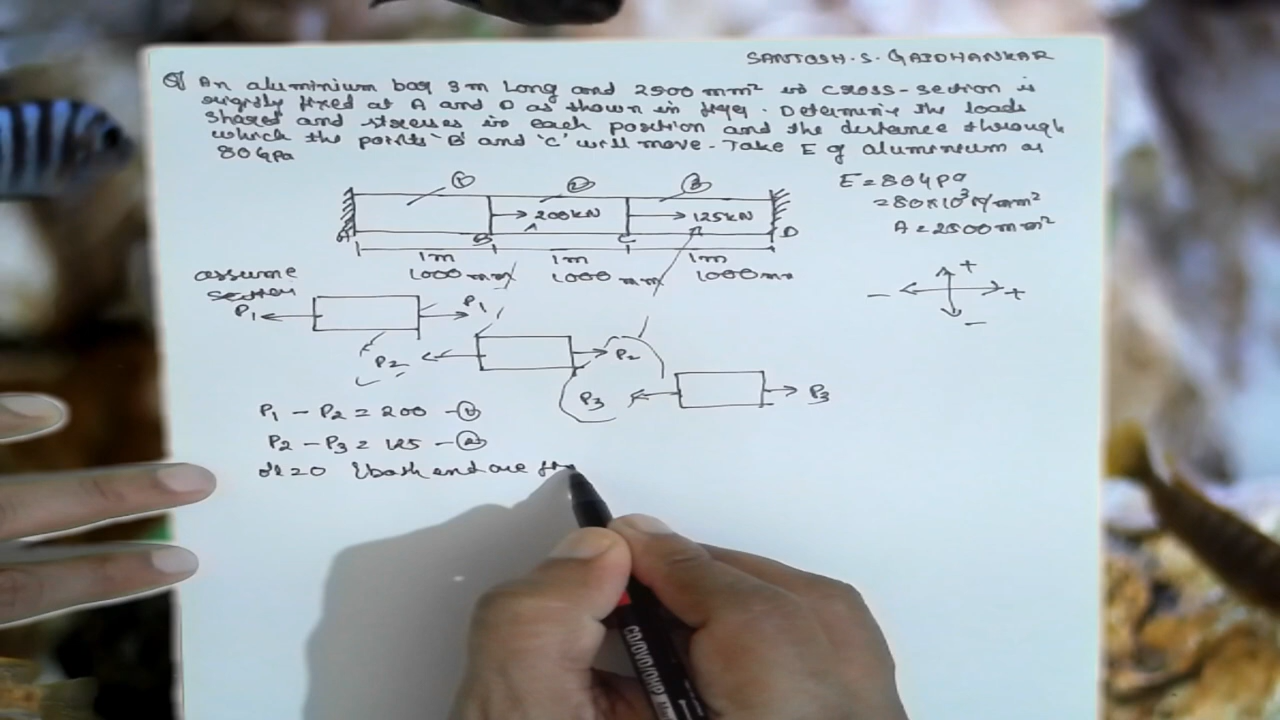 SANTOSH.S.GAIDHANKAR
Q) An aluminium bar 3m Long and 2500 mm² in cross-section is
rigidly fixed at A and D as shown in fig. Determine the loads
shared and stresses in each position and the distance through
which the points 'B' and 'C' will move. Take E of aluminium as
80 GPa
1 2 3
E = 80 GPa
= 80×10³ N/mm²
A = 2500 mm²
200kN 125kN
A B C D
1m 1m 1m
1000 mm 1000 mm 1000 mm
assume
section
+
- +
-
P₁ P₁
P₂ P₂
P₃ P₃
P₁ - P₂ = 200 - 1
P₂ - P₃ = 125 - 2
= 0 both end are
CD/DVD/OHP